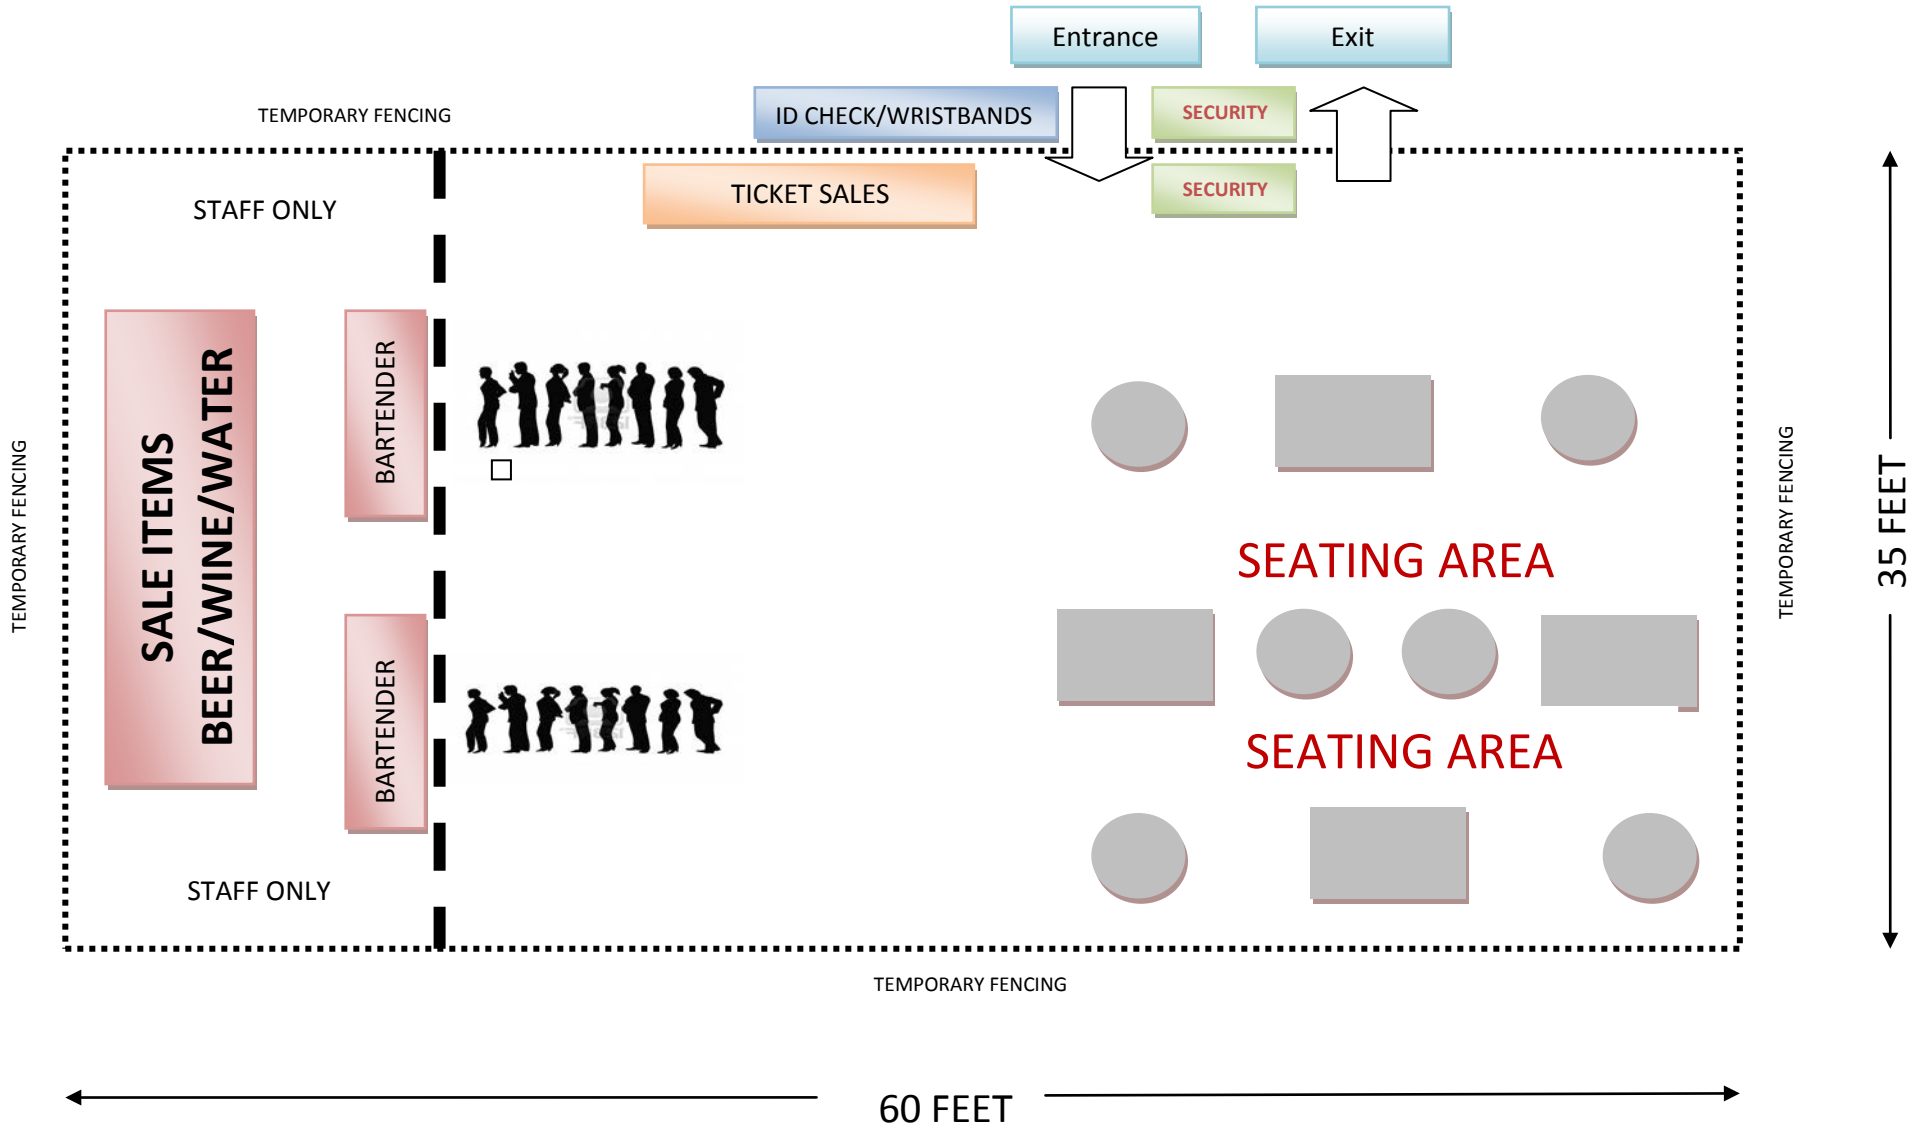 Entrance
Exit
TEMPORARY FENCING
ID CHECK/WRISTBANDS
SECURITY
TICKET SALES
SECURITY
STAFF ONLY
SALE ITEMS
BEER/WINE/WATER
BARTENDER
BARTENDER
STAFF ONLY
SEATING AREA
SEATING AREA
TEMPORARY FENCING
TEMPORARY FENCING
35 FEET
TEMPORARY FENCING
60 FEET